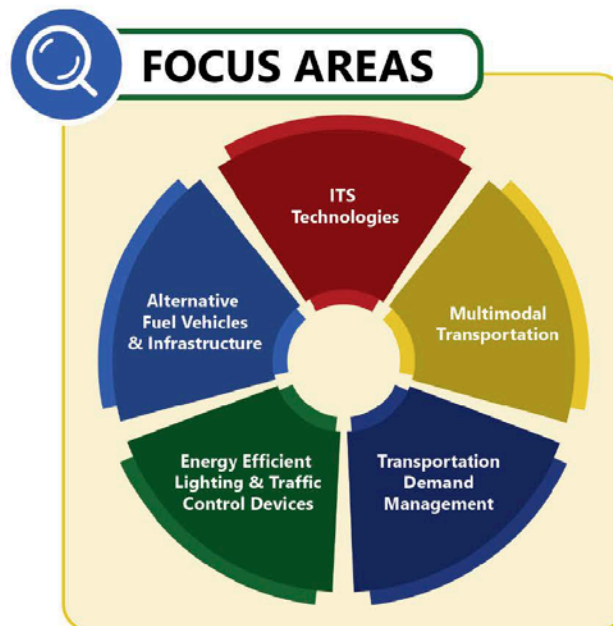 FOCUS AREAS
ITS
Technologies
Multimodal
Transportation
Transportation
Demand
Management
Energy Efficient
Lighting & Traffic
Control Devices
Alternative
Fuel Vehicles
& Infrastructure